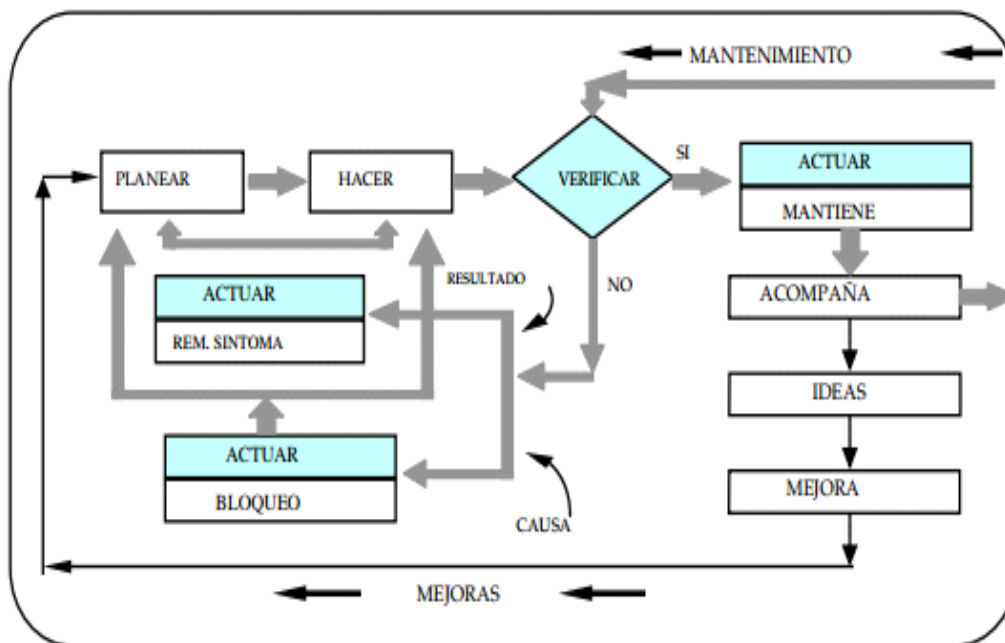 MANTENIMIENTO
PLANEAR
HACER
VERIFICAR
SI
ACTUAR
MANTIENE
RESULTADO
NO
ACTUAR
REM. SINTOMA
ACOMPAÑA
IDEAS
ACTUAR
BLOQUEO
CAUSA
MEJORA
MEJORAS